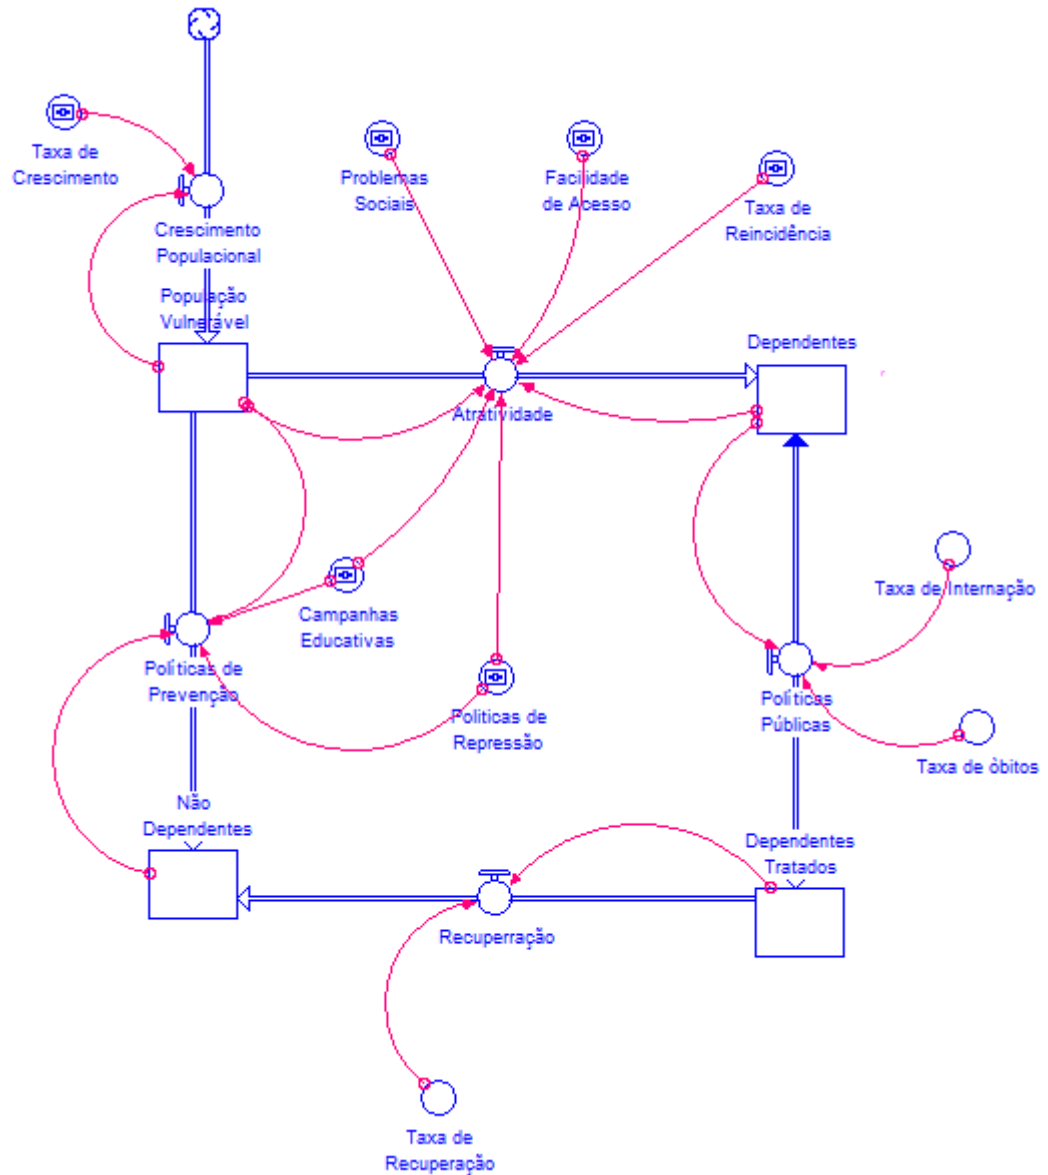 Taxa de
Crescimento
Problemas
Sociais
Facilidade
de Acesso
Taxa de
Reincidência
Crescimento
Populacional
População
Vulnerável
Dependentes
Atratividade
Taxa de Internação
Campanhas
Educativas
Políticas de
Prevenção
Politicas de
Repressão
Políticas
Públicas
Taxa de òbitos
Não
Dependentes
Dependentes
Tratados
Recuperração
Taxa de
Recuperação